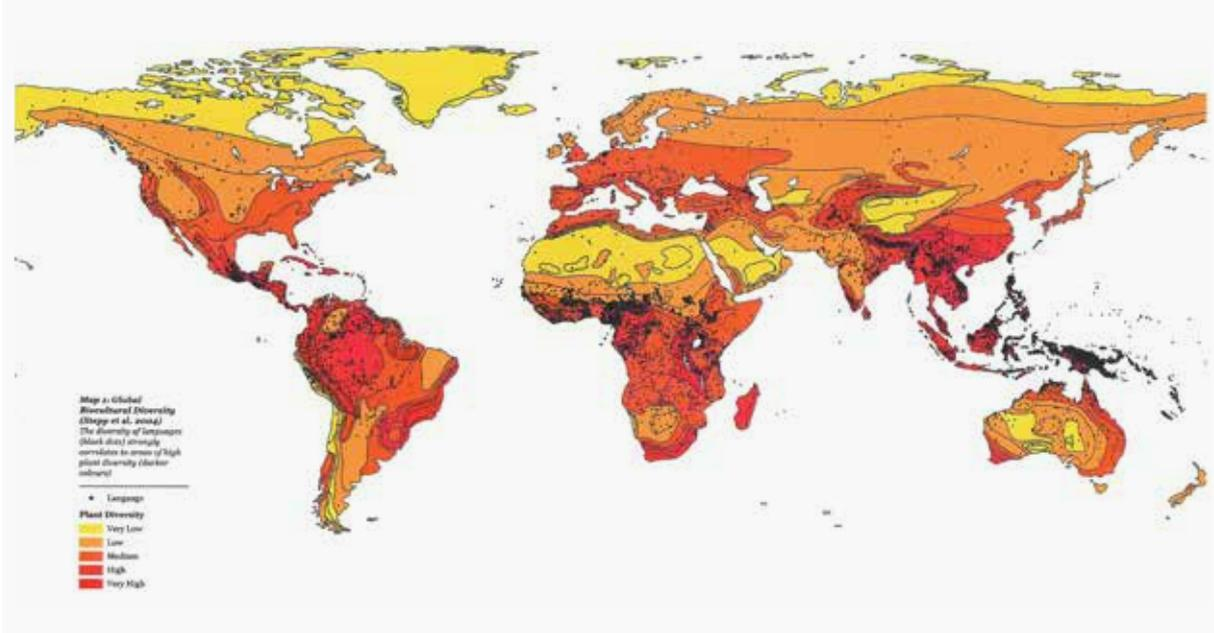 Map 1: Global
Biocultural Diversity
(Stepp et al, 2004)
The diversity of languages
(black dots) strongly
correlates to areas of high
plant diversity (darker
colours)
Language
Plant Diversity
Very Low
Low
Medium
High
Very High